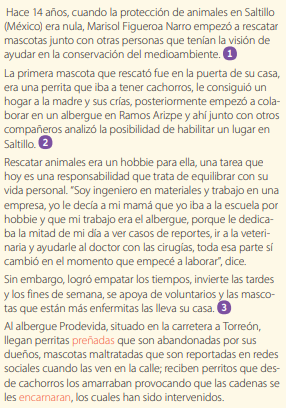 Hace 14 años, cuando la protección de animales en Saltillo
(México) era nula, Marisol Figueroa Narro empezó a rescatar
mascotas junto con otras personas que tenían la visión de
ayudar en la conservación del medioambiente. 1
La primera mascota que rescató fue en la puerta de su casa,
era una perrita que iba a tener cachorros, le consiguió un
hogar a la madre y sus crías, posteriormente empezó a cola-
borar en un albergue en Ramos Arizpe y ahí junto con otros
compañeros analizó la posibilidad de habilitar un lugar en
Saltillo. 2
Rescatar animales era un hobbie para ella, una tarea que
hoy es una responsabilidad que trata de equilibrar con su
vida personal. "Soy ingeniero en materiales y trabajo en una
empresa, yo le decía a mi mamá que yo iba a la escuela por
hobbie y que mi trabajo era el albergue, porque le dedica-
ba la mitad de mi día a ver casos de reportes, ir a la veteri-
naria y ayudarle al doctor con las cirugías, toda esa parte sí
cambió en el momento que empecé a laborar", dice.
Sin embargo, logró empatar los tiempos, invierte las tardes
y los fines de semana, se apoya de voluntarios y las masco-
tas que están más enfermitas las lleva su casa. 3
Al albergue Prodevida, situado en la carretera a Torreón,
llegan perritas preñadas que son abandonadas por sus
dueños, mascotas maltratadas que son reportadas en redes
sociales cuando las ven en la calle; reciben perritos que des-
de cachorros los amarraban provocando que las cadenas se
les encarnaran, los cuales han sido intervenidos.